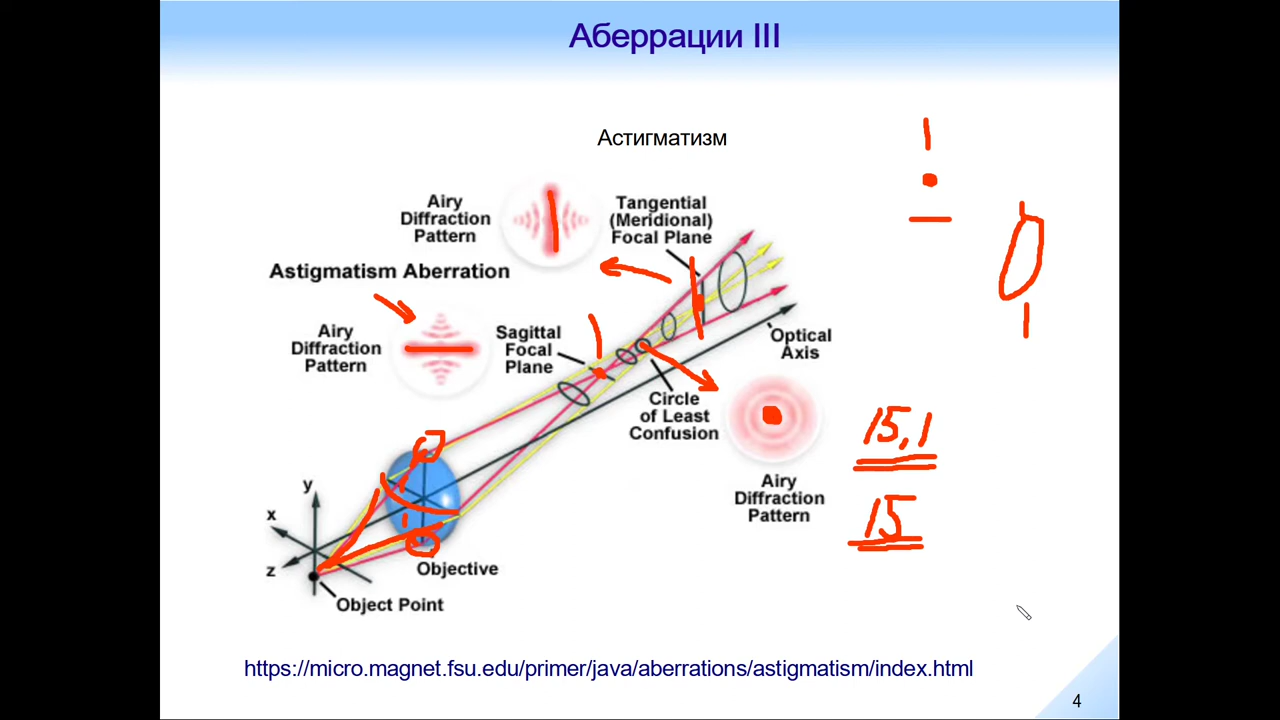 Аберрации III
Астигматизм
Airy
Diffraction
Pattern
Tangential
(Meridional)
Focal Plane
Astigmatism Aberration
Airy
Diffraction
Pattern
Sagittal
Focal
Plane
Optical
Axis
Circle
of Least
Confusion
15,1
15
Airy
Diffraction
Pattern
y
x
z
Objective
Object Point
https://micro.magnet.fsu.edu/primer/java/aberrations/astigmatism/index.html
4